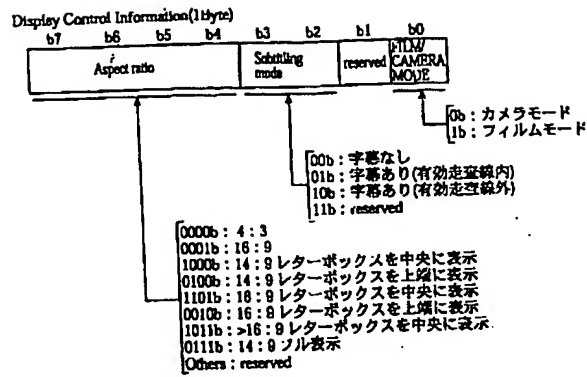 Display Control Information(1Byte)
b7 b6 b5 b4 b3 b2 b1 b0
Aspect ratio
Subtitling mode
reserved
FILM/CAMERA MODE
0b：カメラモード
1b：フィルムモード
00b：字幕なし
01b：字幕あり(有効走査線内)
10b：字幕あり(有効走査線外)
11b：reserved
0000b：4：3
0001b：16：9
1000b：14：9 レターボックスを中央に表示
0100b：14：9 レターボックスを上端に表示
1101b：16：9 レターボックスを中央に表示
0010b：16：9 レターボックスを上端に表示
1011b：>16：9 レターボックスを中央に表示
0111b：14：9 フル表示
Others：reserved